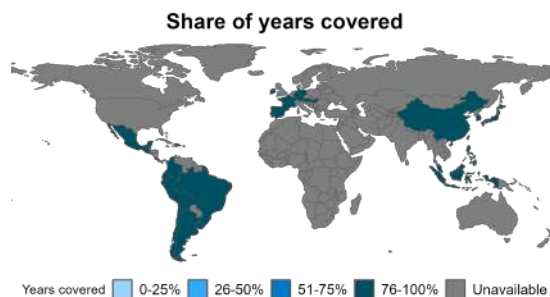 Share of years covered
Years covered 0-25% 26-50% 51-75% 76-100% Unavailable